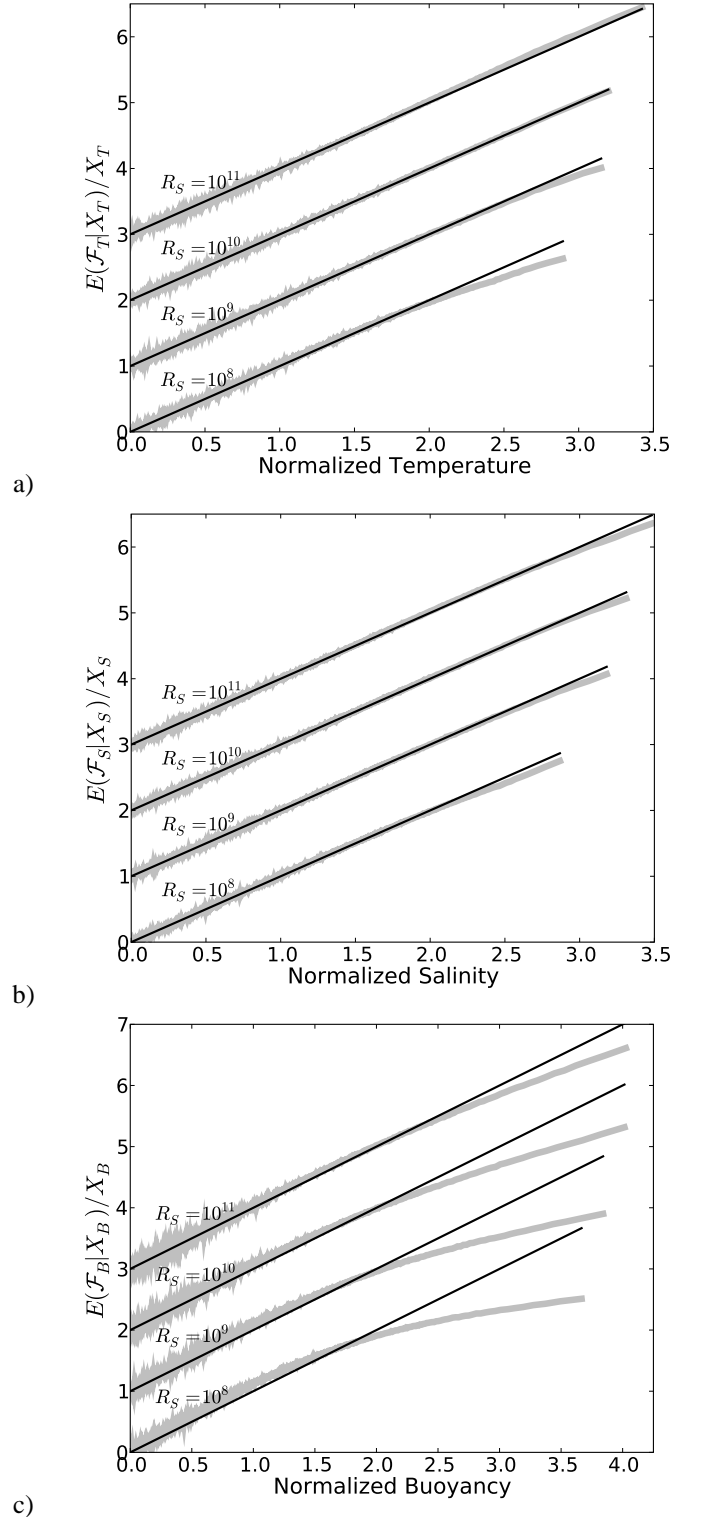 6
5
4
3
2
1
0
E(F_T|X_T)/X_T
R_S = 10^11
R_S = 10^10
R_S = 10^9
R_S = 10^8
0.0 0.5 1.0 1.5 2.0 2.5 3.0 3.5
Normalized Temperature
a)
6
5
4
3
2
1
0
E(F_S|X_S)/X_S
R_S = 10^11
R_S = 10^10
R_S = 10^9
R_S = 10^8
0.0 0.5 1.0 1.5 2.0 2.5 3.0 3.5
Normalized Salinity
b)
7
6
5
4
3
2
1
0
E(F_B|X_B)/X_B
R_S = 10^11
R_S = 10^10
R_S = 10^9
R_S = 10^8
0.0 0.5 1.0 1.5 2.0 2.5 3.0 3.5 4.0
Normalized Buoyancy
c)